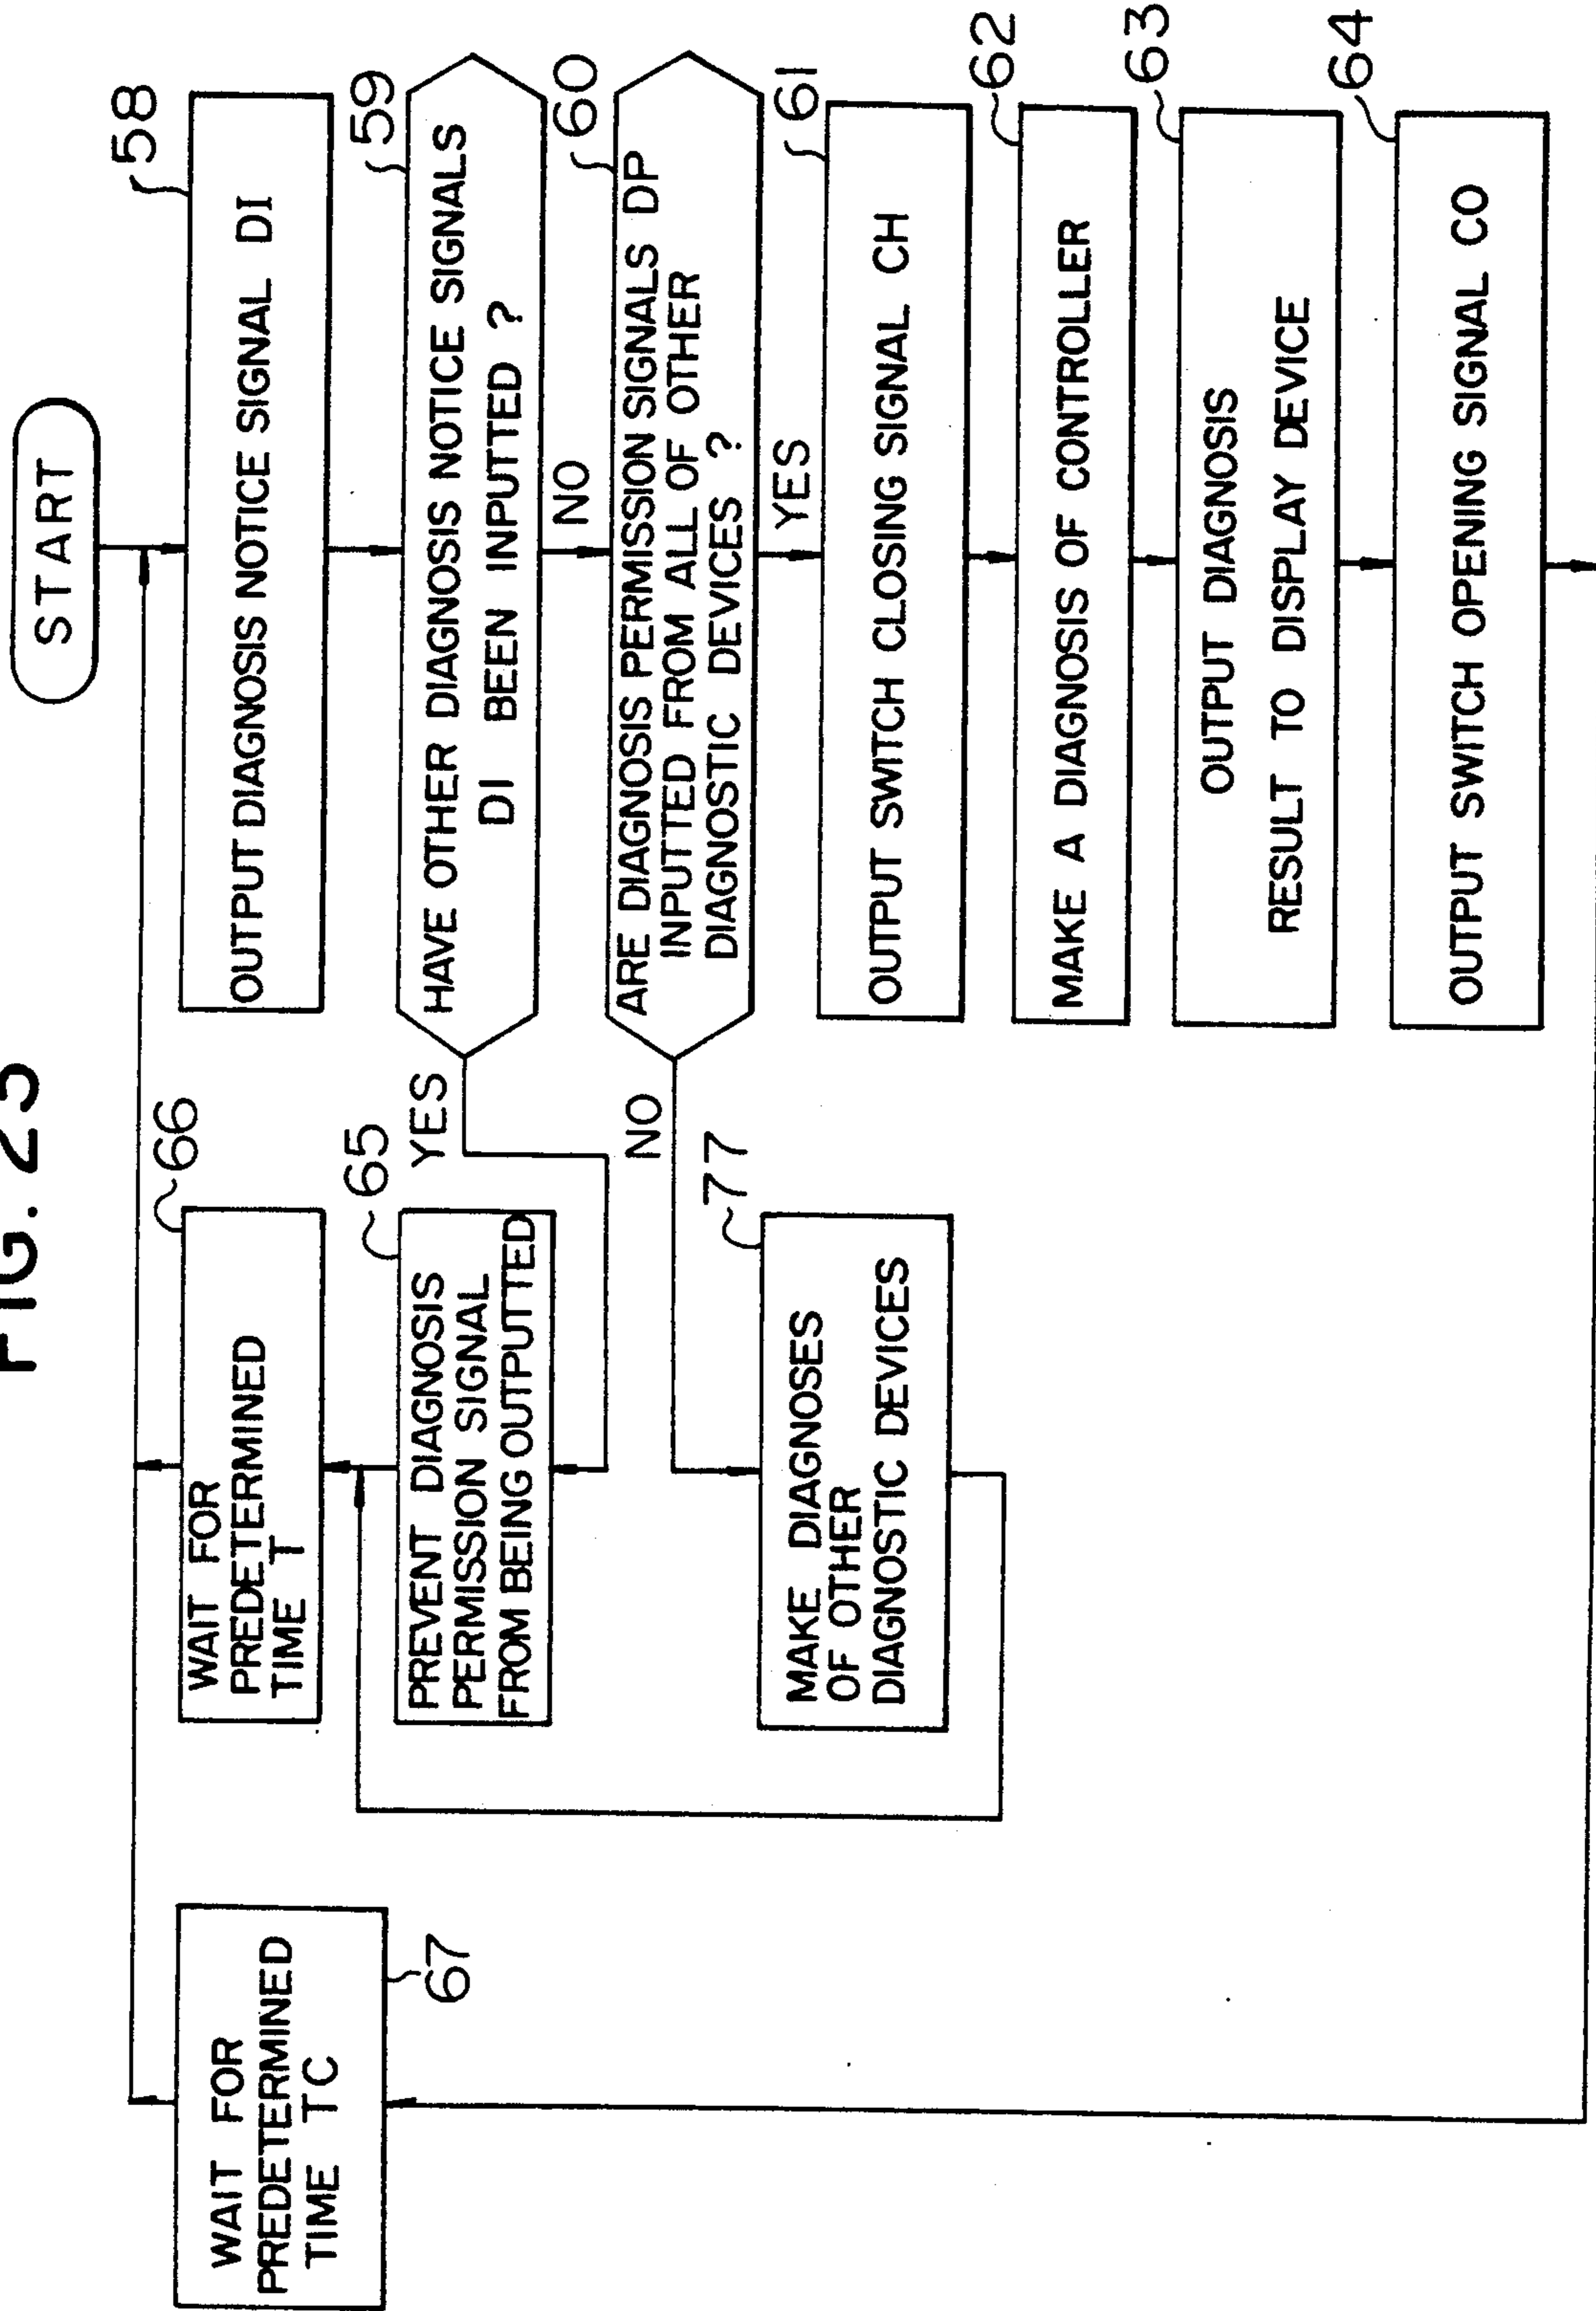 FIG. 23
START
58
OUTPUT DIAGNOSIS NOTICE SIGNAL DI
59
HAVE OTHER DIAGNOSIS NOTICE SIGNALS
DI BEEN INPUTTED ?
YES
NO
60
ARE DIAGNOSIS PERMISSION SIGNALS DP
INPUTTED FROM ALL OF OTHER
DIAGNOSTIC DEVICES ?
NO
YES
61
OUTPUT SWITCH CLOSING SIGNAL CH
62
MAKE A DIAGNOSIS OF CONTROLLER
63
OUTPUT DIAGNOSIS
RESULT TO DISPLAY DEVICE
64
OUTPUT SWITCH OPENING SIGNAL CO
66
WAIT FOR
PREDETERMINED
TIME T
65
PREVENT DIAGNOSIS
PERMISSION SIGNAL
FROM BEING OUTPUTTED
77
MAKE DIAGNOSES
OF OTHER
DIAGNOSTIC DEVICES
WAIT FOR
PREDETERMINED
TIME TC
67